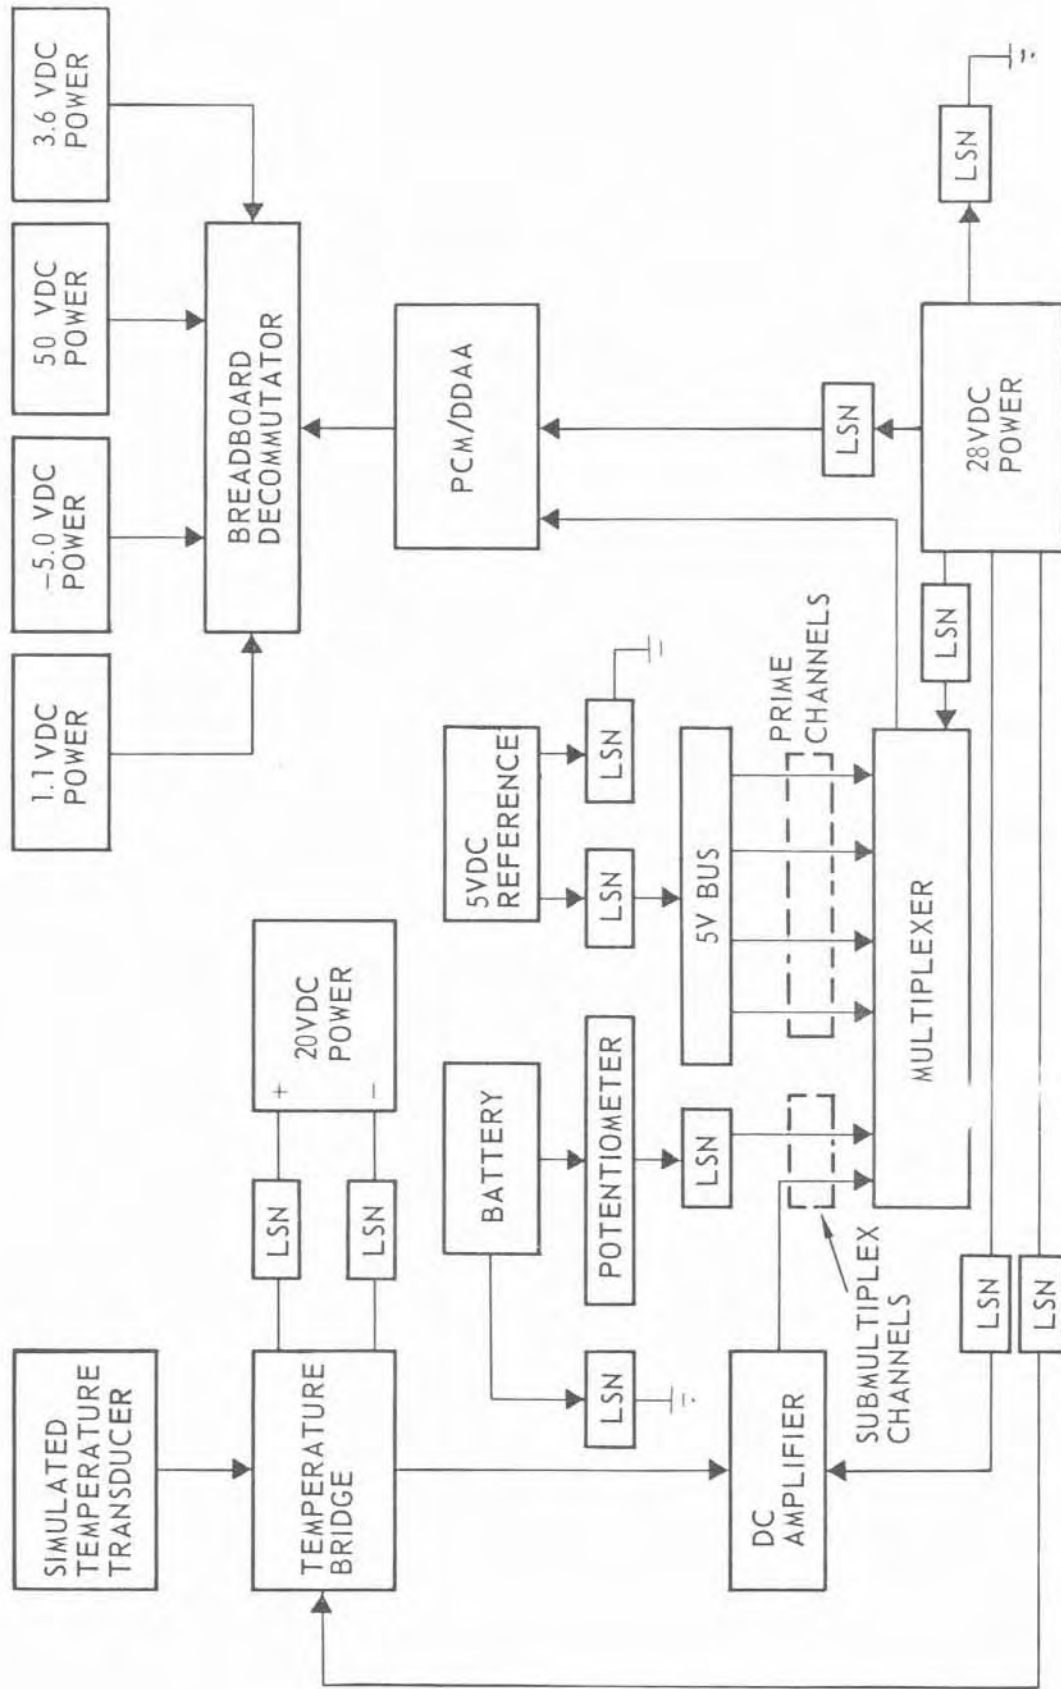 SIMULATED
TEMPERATURE
TRANSDUCER
1.1 VDC
POWER
–5.0 VDC
POWER
50 VDC
POWER
3.6 VDC
POWER
TEMPERATURE
BRIDGE
LSN
LSN
+
–
20VDC
POWER
BREADBOARD
DECOMMUTATOR
BATTERY
5VDC
REFERENCE
PCM/DDAA
LSN
POTENTIOMETER
LSN
LSN
LSN
5V BUS
DC
AMPLIFIER
SUBMULTIPLEX
CHANNELS
PRIME
CHANNELS
MULTIPLEXER
LSN
LSN
28VDC
POWER
LSN
LSN
LSN